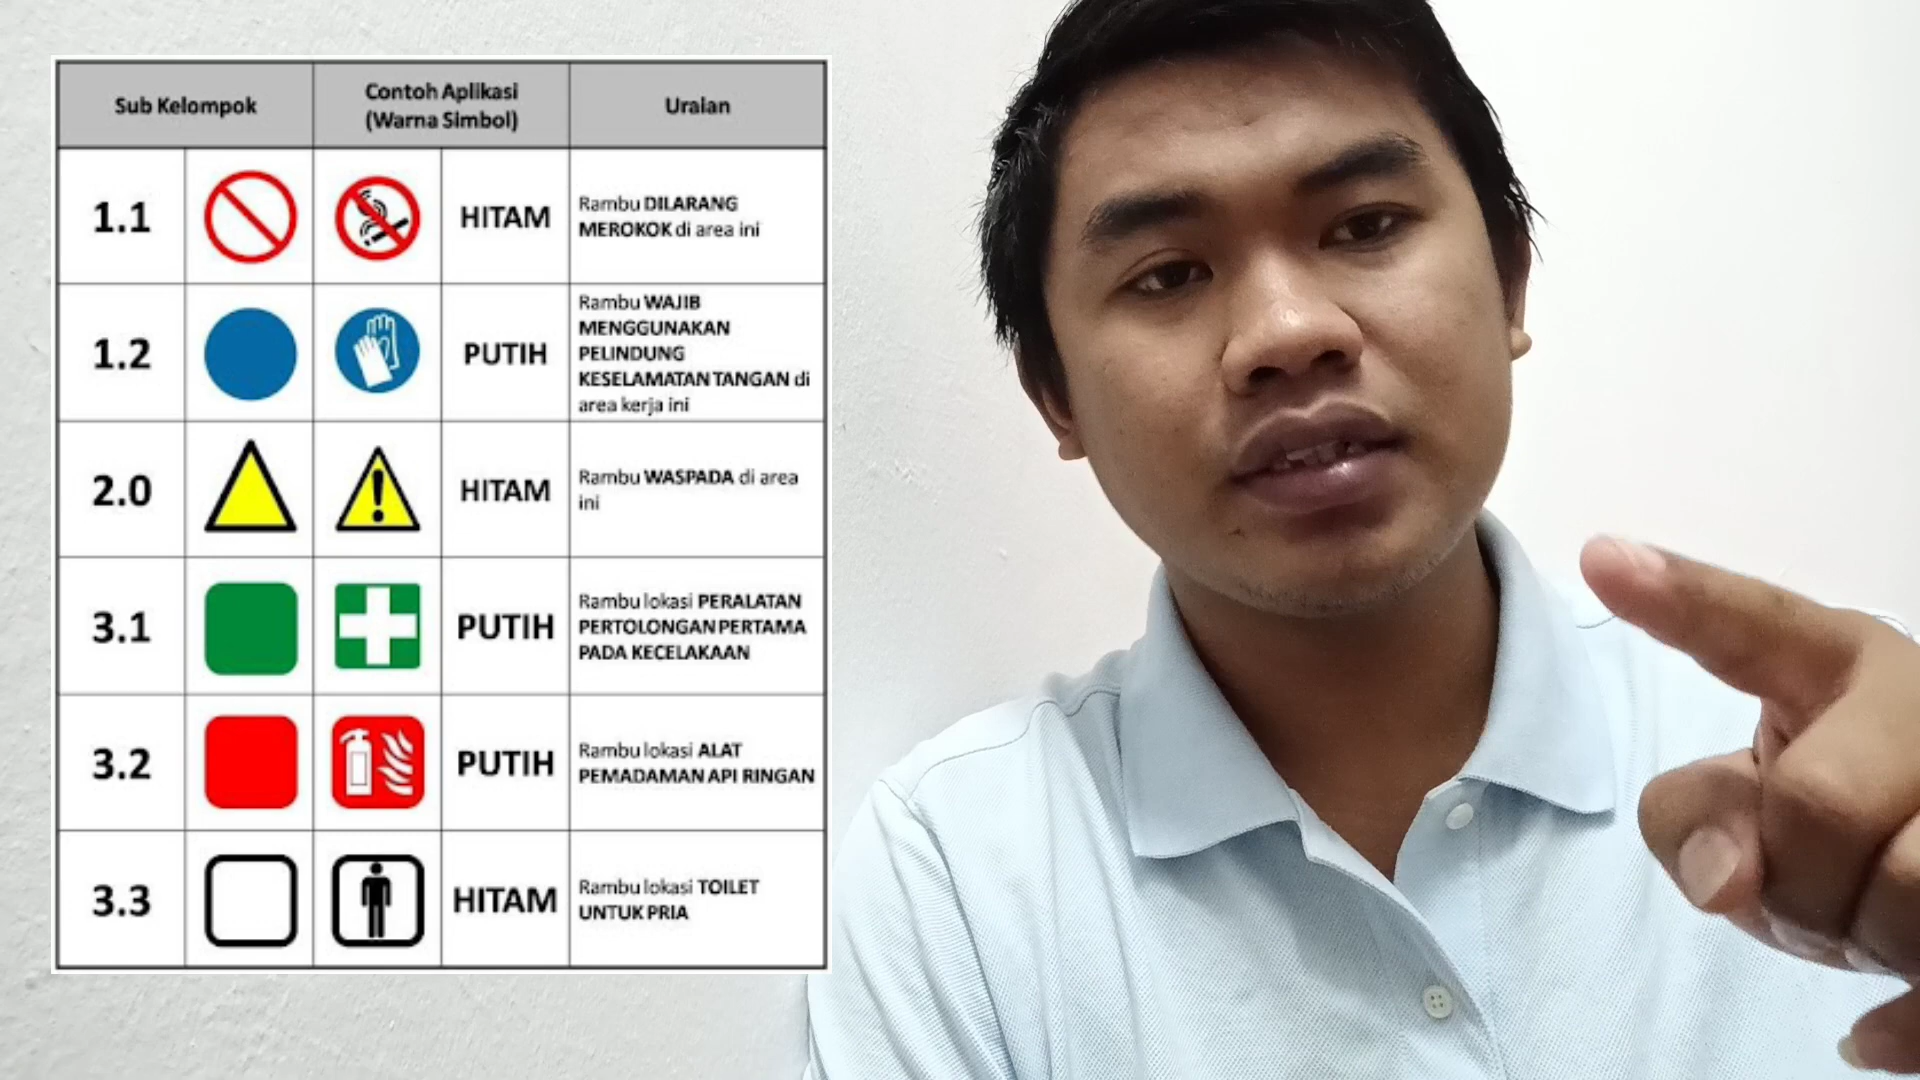 Sub Kelompok
Contoh Aplikasi
(Warna Simbol)
Uraian
1.1
HITAM
Rambu DILARANG
MEROKOK di area ini
1.2
PUTIH
Rambu WAJIB
MENGGUNAKAN
PELINDUNG
KESELAMATAN TANGAN di
area kerja ini
2.0
HITAM
Rambu WASPADA di area
ini
3.1
PUTIH
Rambu lokasi PERALATAN
PERTOLONGAN PERTAMA
PADA KECELAKAAN
3.2
PUTIH
Rambu lokasi ALAT
PEMADAMAN API RINGAN
3.3
HITAM
Rambu lokasi TOILET
UNTUK PRIA